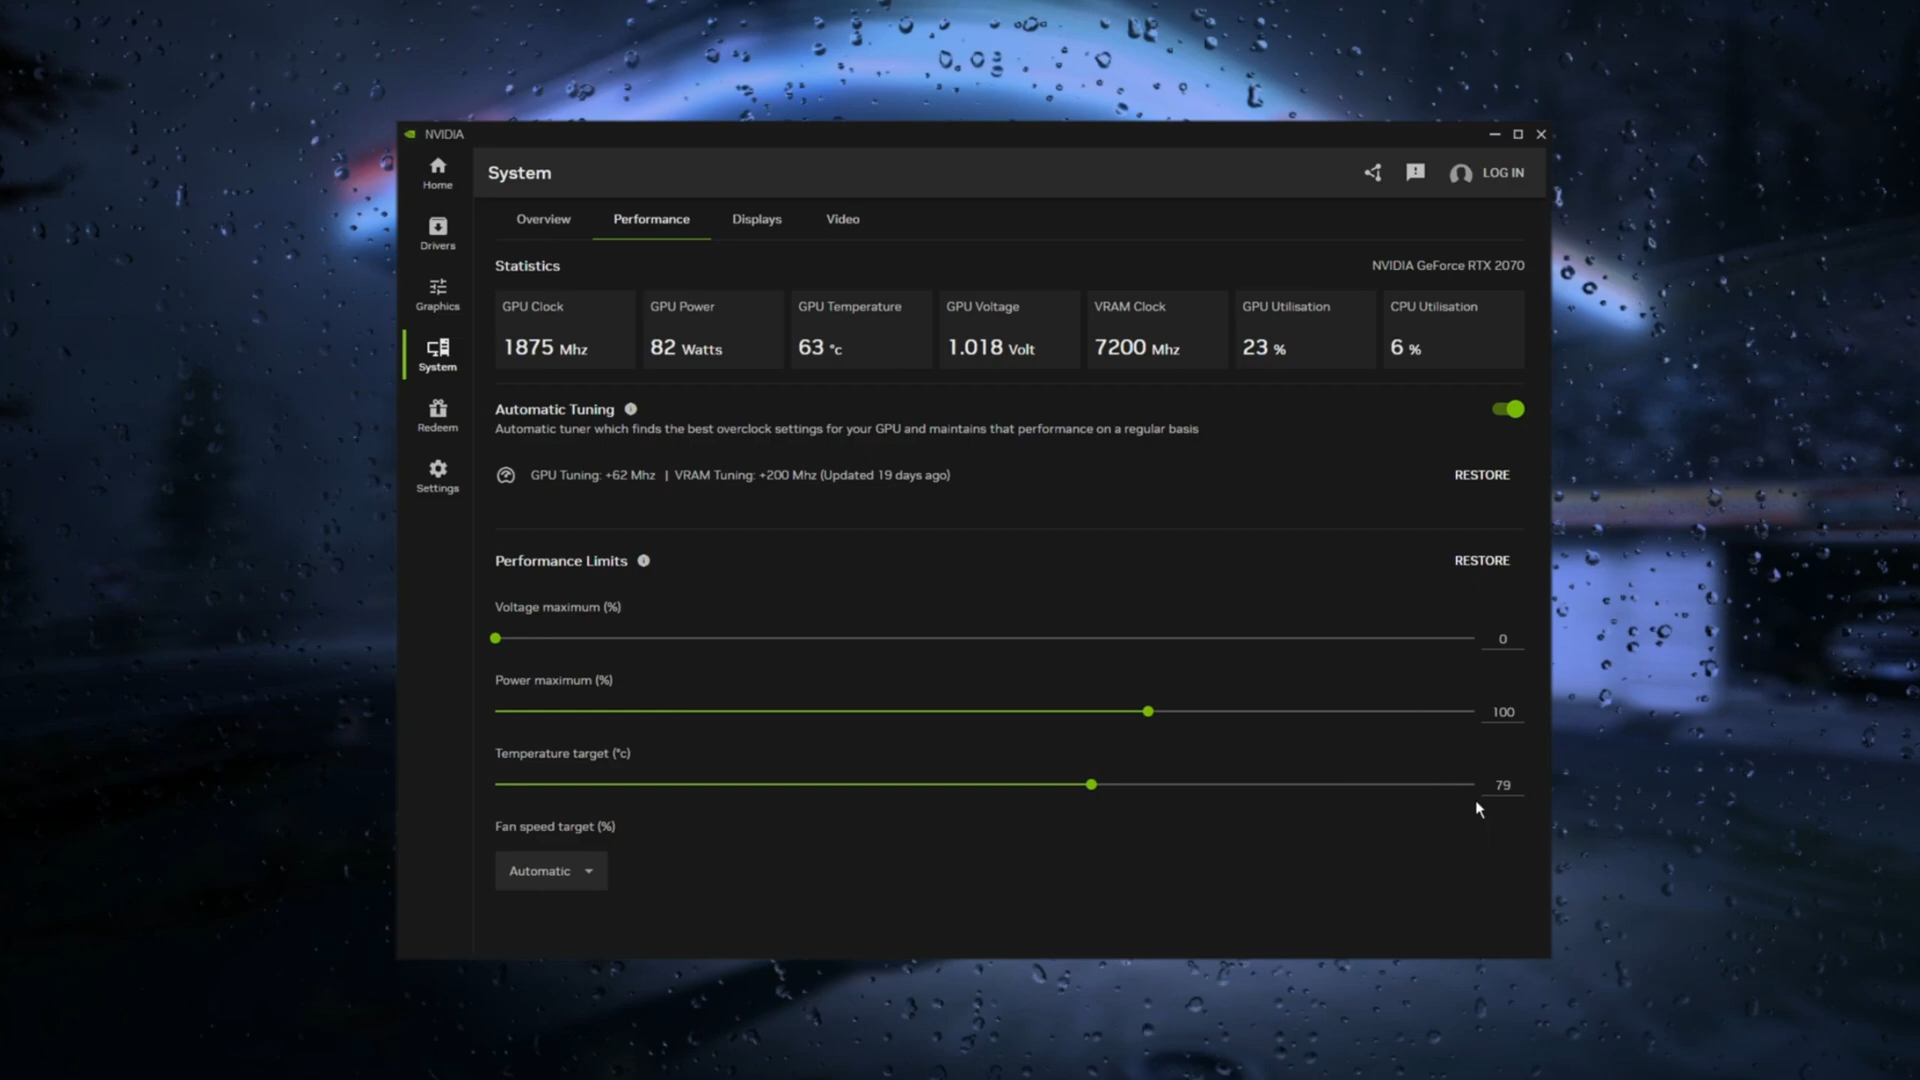 NVIDIA
Home
Drivers
Graphics
System
Redeem
Settings
System
LOG IN
Overview Performance Displays Video
Statistics
NVIDIA GeForce RTX 2070
GPU Clock
1875 Mhz
GPU Power
82 Watts
GPU Temperature
63 °c
GPU Voltage
1.018 Volt
VRAM Clock
7200 Mhz
GPU Utilisation
23 %
CPU Utilisation
6 %
Automatic Tuning
Automatic tuner which finds the best overclock settings for your GPU and maintains that performance on a regular basis
GPU Tuning: +62 Mhz | VRAM Tuning: +200 Mhz (Updated 19 days ago)
RESTORE
Performance Limits
RESTORE
Voltage maximum (%)
0
Power maximum (%)
100
Temperature target (°c)
79
Fan speed target (%)
Automatic